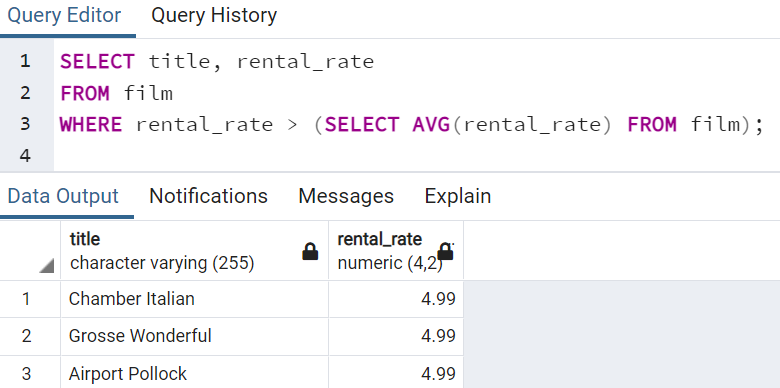 Query Editor Query History
1 SELECT title, rental_rate
2 FROM film
3 WHERE rental_rate > (SELECT AVG(rental_rate) FROM film);
4
Data Output Notifications Messages Explain
title rental_rate
character varying (255) numeric (4,2)
1 Chamber Italian 4.99
2 Grosse Wonderful 4.99
3 Airport Pollock 4.99